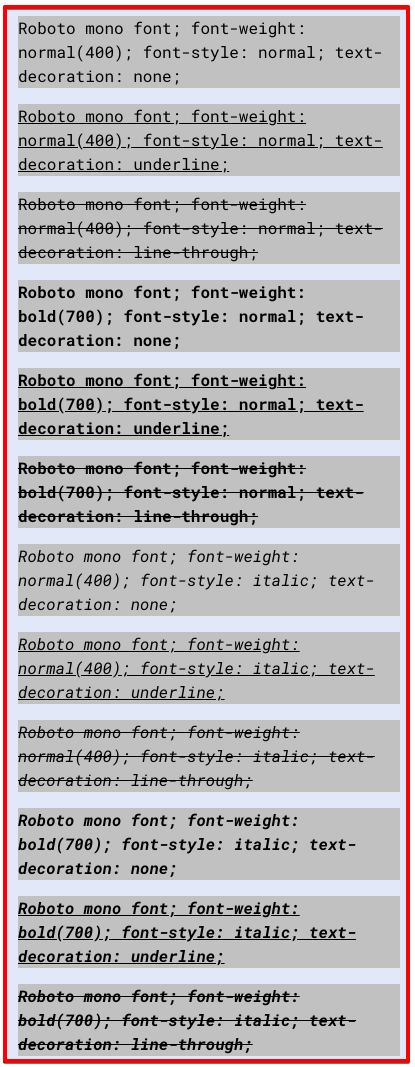 Roboto mono font; font-weight:
normal(400); font-style: normal; text-
decoration: none;
Roboto mono font; font-weight:
normal(400); font-style: normal; text-
decoration: underline;
Roboto mono font; font-weight:
normal(400); font-style: normal; text-
decoration: line-through;
Roboto mono font; font-weight:
bold(700); font-style: normal; text-
decoration: none;
Roboto mono font; font-weight:
bold(700); font-style: normal; text-
decoration: underline;
Roboto mono font; font-weight:
bold(700); font-style: normal; text-
decoration: line-through;
Roboto mono font; font-weight:
normal(400); font-style: italic; text-
decoration: none;
Roboto mono font; font-weight:
normal(400); font-style: italic; text-
decoration: underline;
Roboto mono font; font-weight:
normal(400); font-style: italic; text-
decoration: line-through;
Roboto mono font; font-weight:
bold(700); font-style: italic; text-
decoration: none;
Roboto mono font; font-weight:
bold(700); font-style: italic; text-
decoration: underline;
Roboto mono font; font-weight:
bold(700); font-style: italic; text-
decoration: line-through;